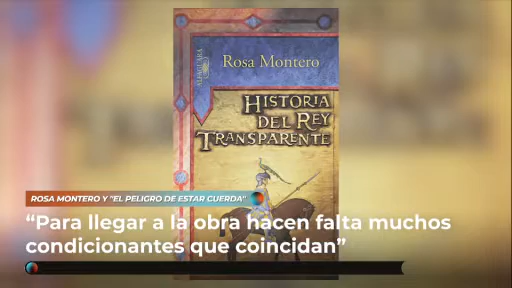 ALFAGUARA
Rosa Montero
HISTORIA
DEL REY
TRANSPARENTE
ROSA MONTERO Y "EL PELIGRO DE ESTAR CUERDA"
“Para llegar a la obra hacen falta muchos
condicionantes que coincidan”